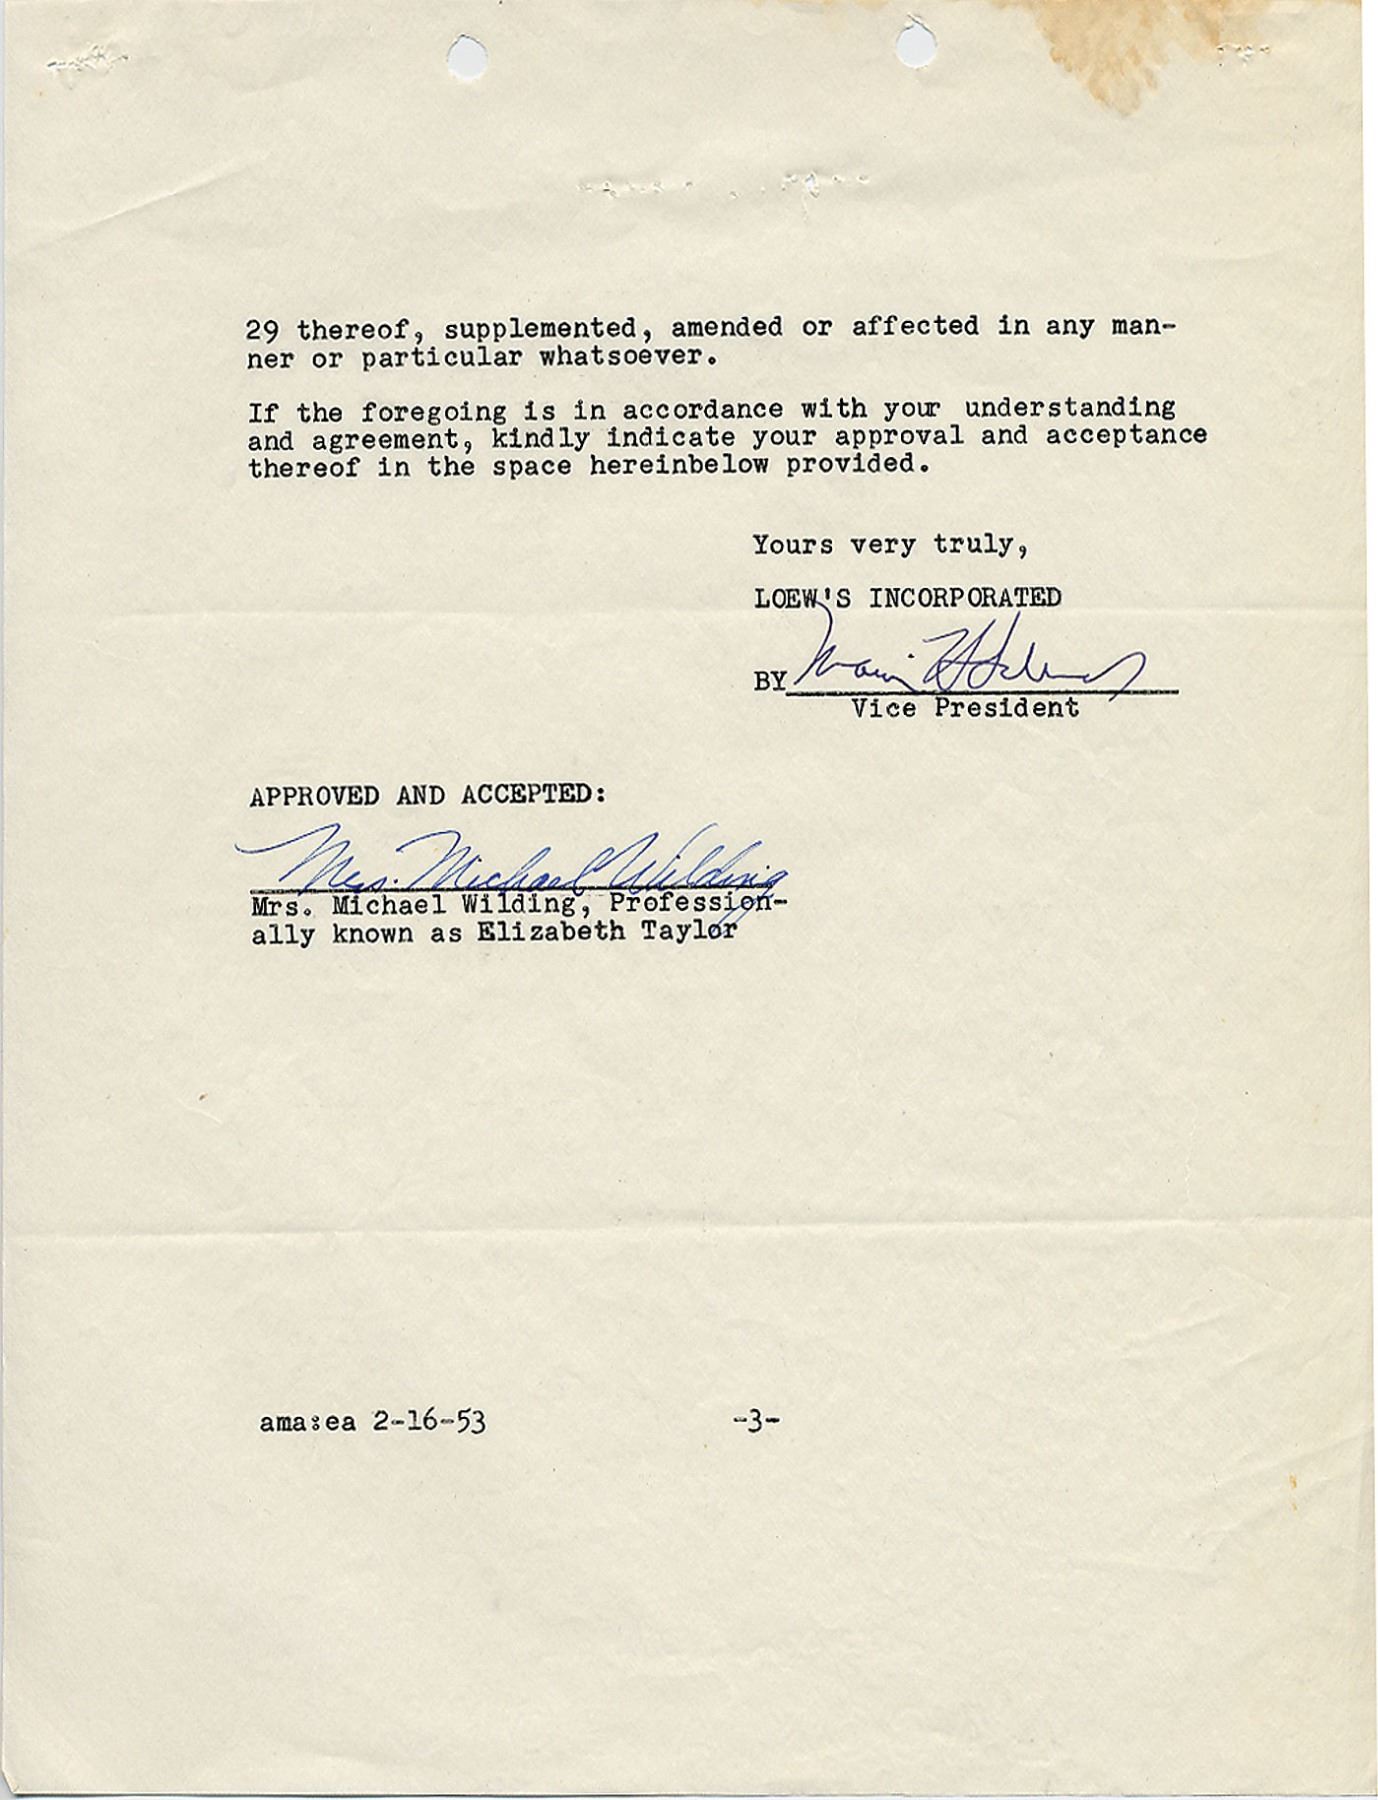 29 thereof, supplemented, amended or affected in any man-
ner or particular whatsoever.
If the foregoing is in accordance with your understanding
and agreement, kindly indicate your approval and acceptance
thereof in the space hereinbelow provided.
Yours very truly,
LOEW'S INCORPORATED
BY
Vice President
APPROVED AND ACCEPTED:
Mrs. Michael Wilding
Mrs. Michael Wilding, Profession-
ally known as Elizabeth Taylor
ama:ea 2-16-53 -3-